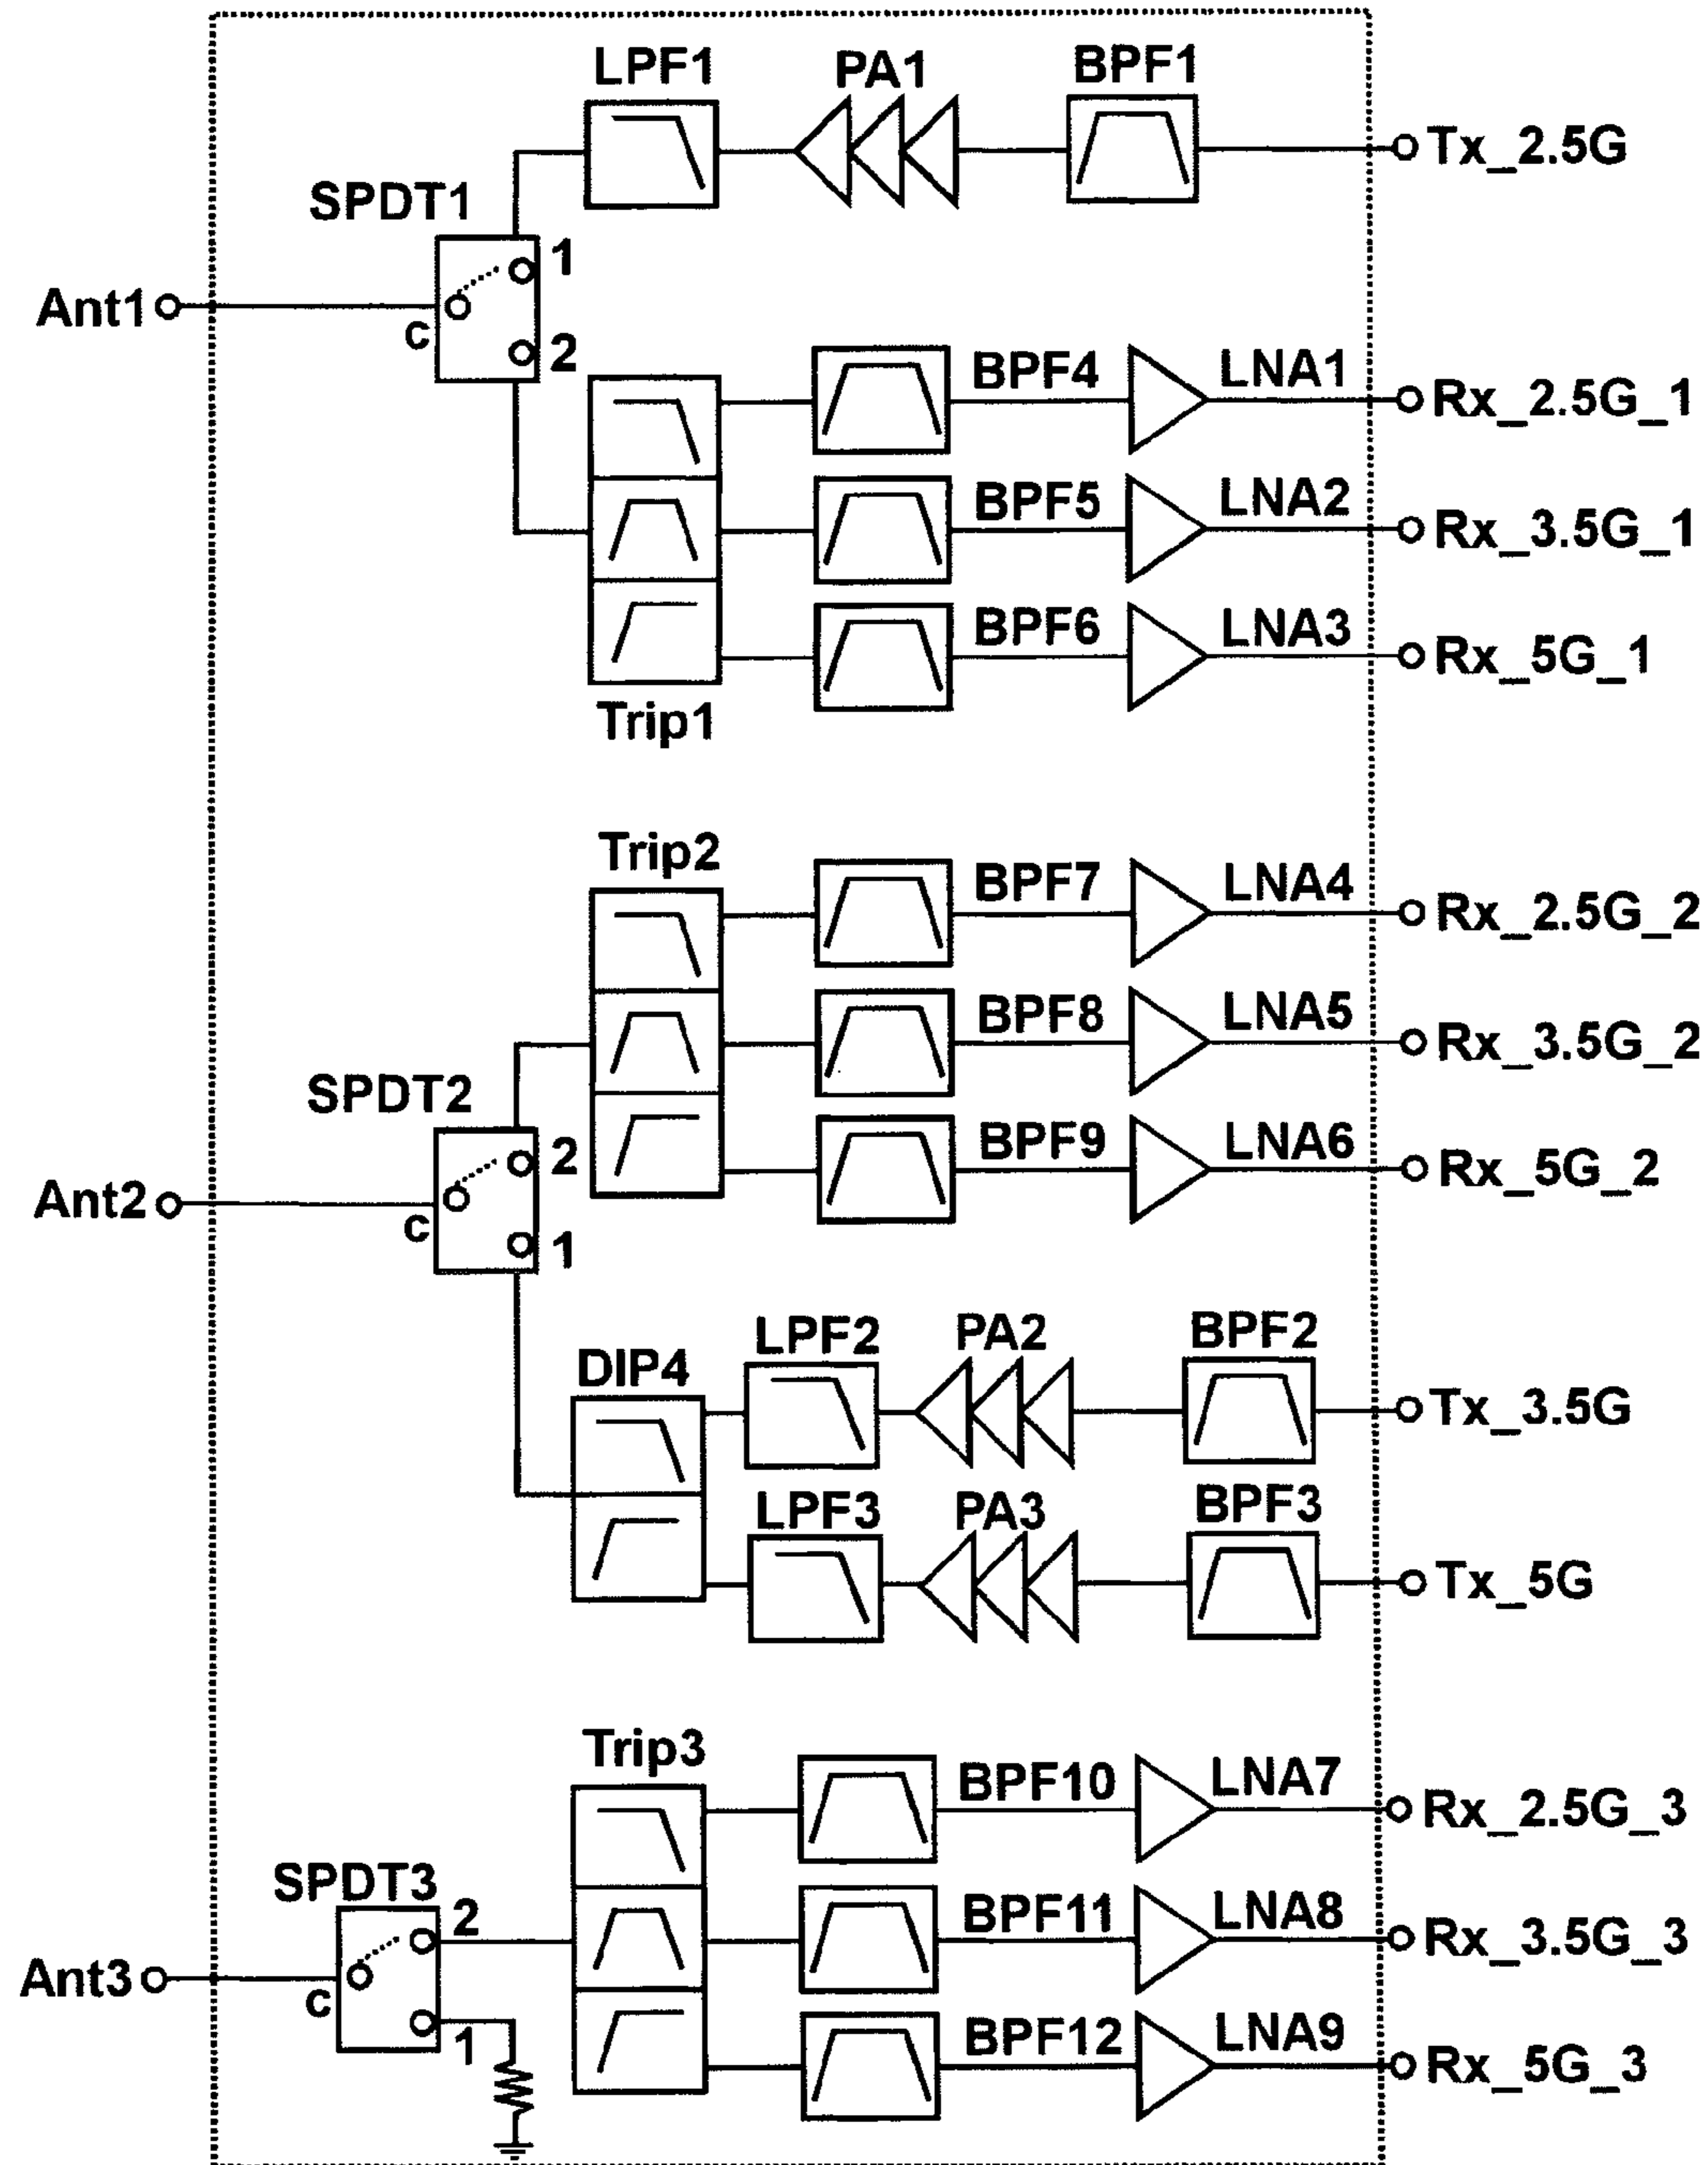 LPF1
PA1
BPF1
Tx_2.5G
SPDT1
1
Ant1
c
2
BPF4
LNA1
Rx_2.5G_1
BPF5
LNA2
Rx_3.5G_1
BPF6
LNA3
Rx_5G_1
Trip1
Trip2
BPF7
LNA4
Rx_2.5G_2
BPF8
LNA5
Rx_3.5G_2
SPDT2
2
BPF9
LNA6
Rx_5G_2
Ant2
c
1
DIP4
LPF2
PA2
BPF2
Tx_3.5G
LPF3
PA3
BPF3
Tx_5G
Trip3
BPF10
LNA7
Rx_2.5G_3
SPDT3
2
BPF11
LNA8
Rx_3.5G_3
Ant3
c
1
BPF12
LNA9
Rx_5G_3